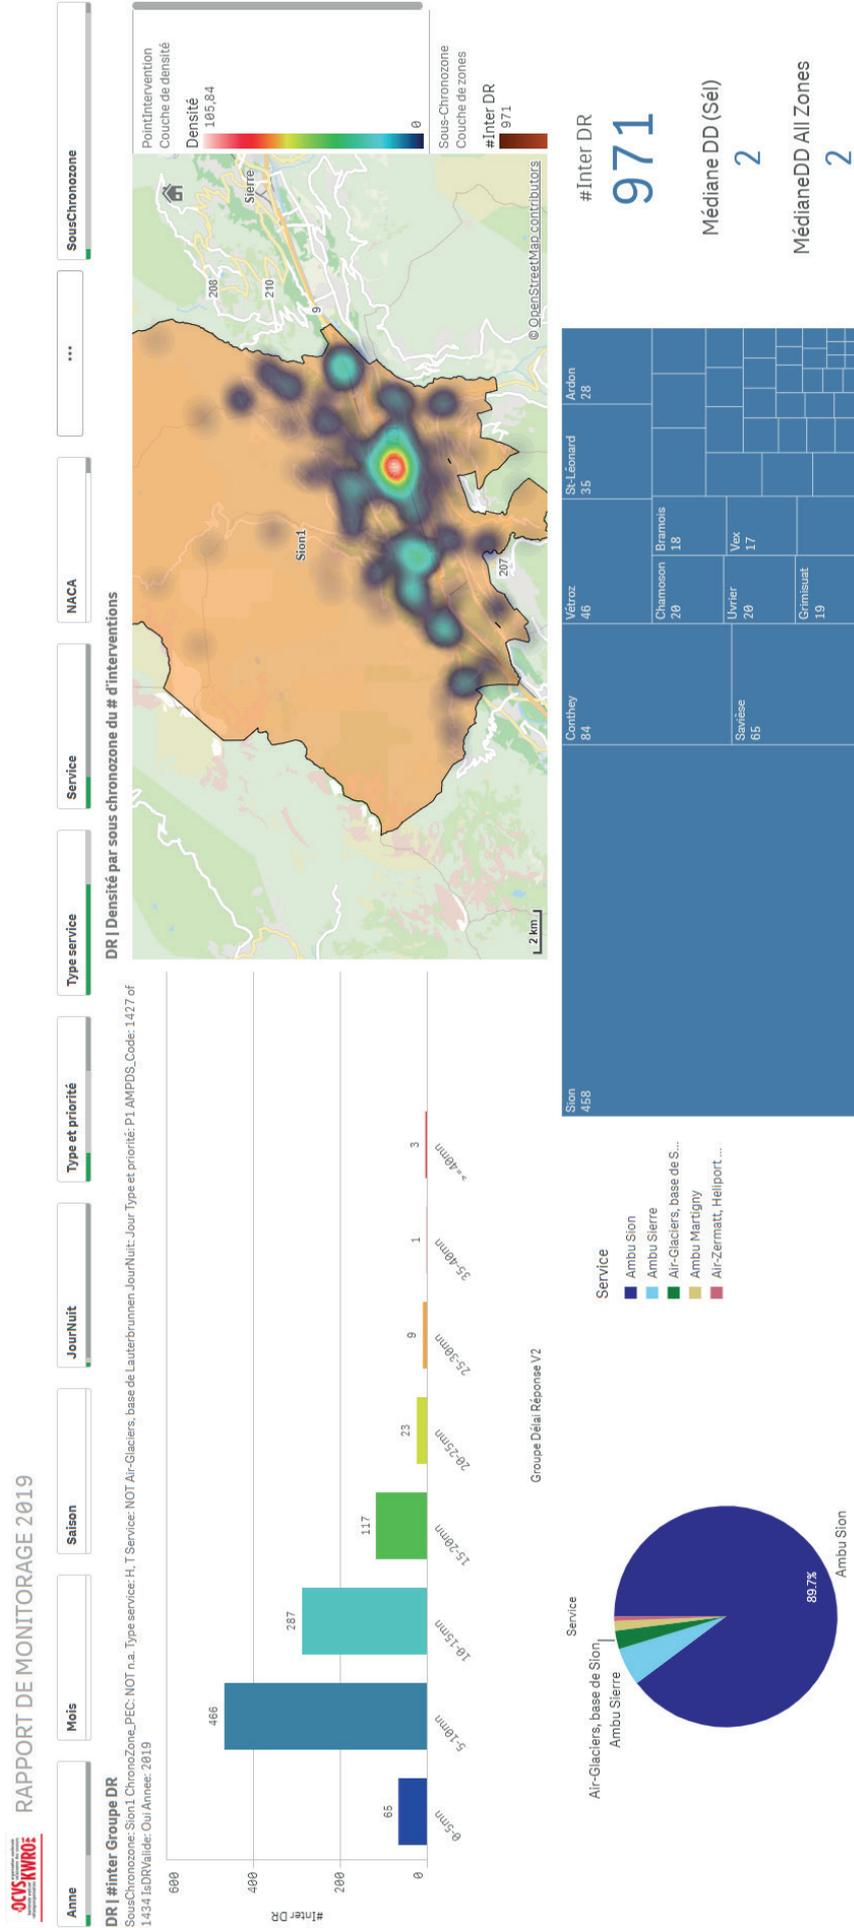 OCVS
KWRO
RAPPORT DE MONITORAGE 2019
Anne
Mois
Saison
JourNuit
Type et priorité
Type service
Service
NACA
...
SousChronozone
DR | #inter Groupe DR
SousChronozone: Sion1 ChronoZone_PEC: NOT n.a. Type service: H, T Service: NOT Air-Glaciers, base de Lauterbrunnen JourNuit: Jour Type et priorité: P1 AMPDS_Code: 1427 of
1434 IsDRValide: Oui Annee: 2019
#Inter DR
600
400
200
0
65
466
287
117
23
9
1
3
0-5mn
5-10mn
10-15mn
15-20mn
20-25mn
25-30mn
35-40mn
>=40mn
Groupe Délai Réponse V2
DR | Densité par sous chronozone du # d'interventions
Sion1
Sierre
208
210
9
207
2 km
© OpenStreetMap contributors
PointIntervention
Couche de densité
Densité
105,84
0
Sous-Chronozone
Couche de zones
#Inter DR
971
Service
Air-Glaciers, base de Sion
Ambu Sierre
89.7%
Ambu Sion
Service
Ambu Sion
Ambu Sierre
Air-Glaciers, base de S...
Ambu Martigny
Air-Zermatt, Heliport ...
Sion
458
Conthey
84
Savièse
65
Vétroz
46
Chamoson
20
Uvrier
20
Grimisuat
19
Bramois
18
Vex
17
St-Léonard
35
Ardon
28
#Inter DR
971
Médiane DD (Sél)
2
MédianeDD All Zones
2